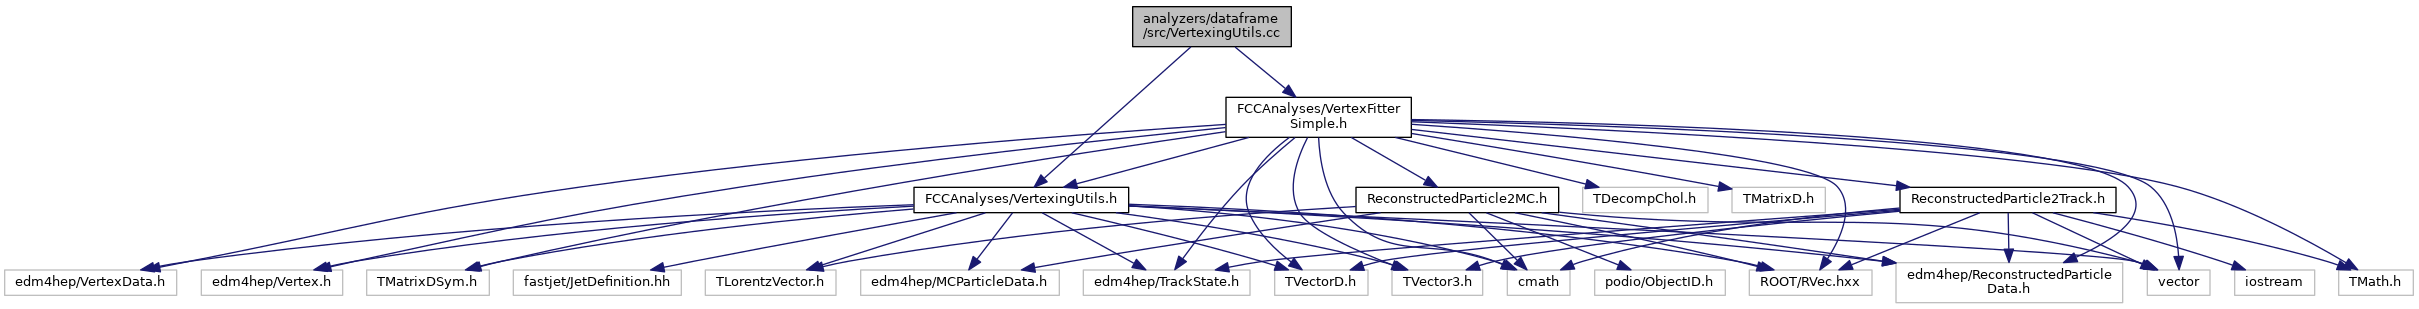 analyzers/dataframe
/src/VertexingUtils.cc
FCCAnalyses/VertexFitter
Simple.h
FCCAnalyses/VertexingUtils.h
ReconstructedParticle2MC.h
TDecompChol.h
TMatrixD.h
ReconstructedParticle2Track.h
edm4hep/VertexData.h
edm4hep/Vertex.h
TMatrixDSym.h
fastjet/JetDefinition.hh
TLorentzVector.h
edm4hep/MCParticleData.h
edm4hep/TrackState.h
TVectorD.h
TVector3.h
cmath
podio/ObjectID.h
ROOT/RVec.hxx
edm4hep/ReconstructedParticle
Data.h
vector
iostream
TMath.h